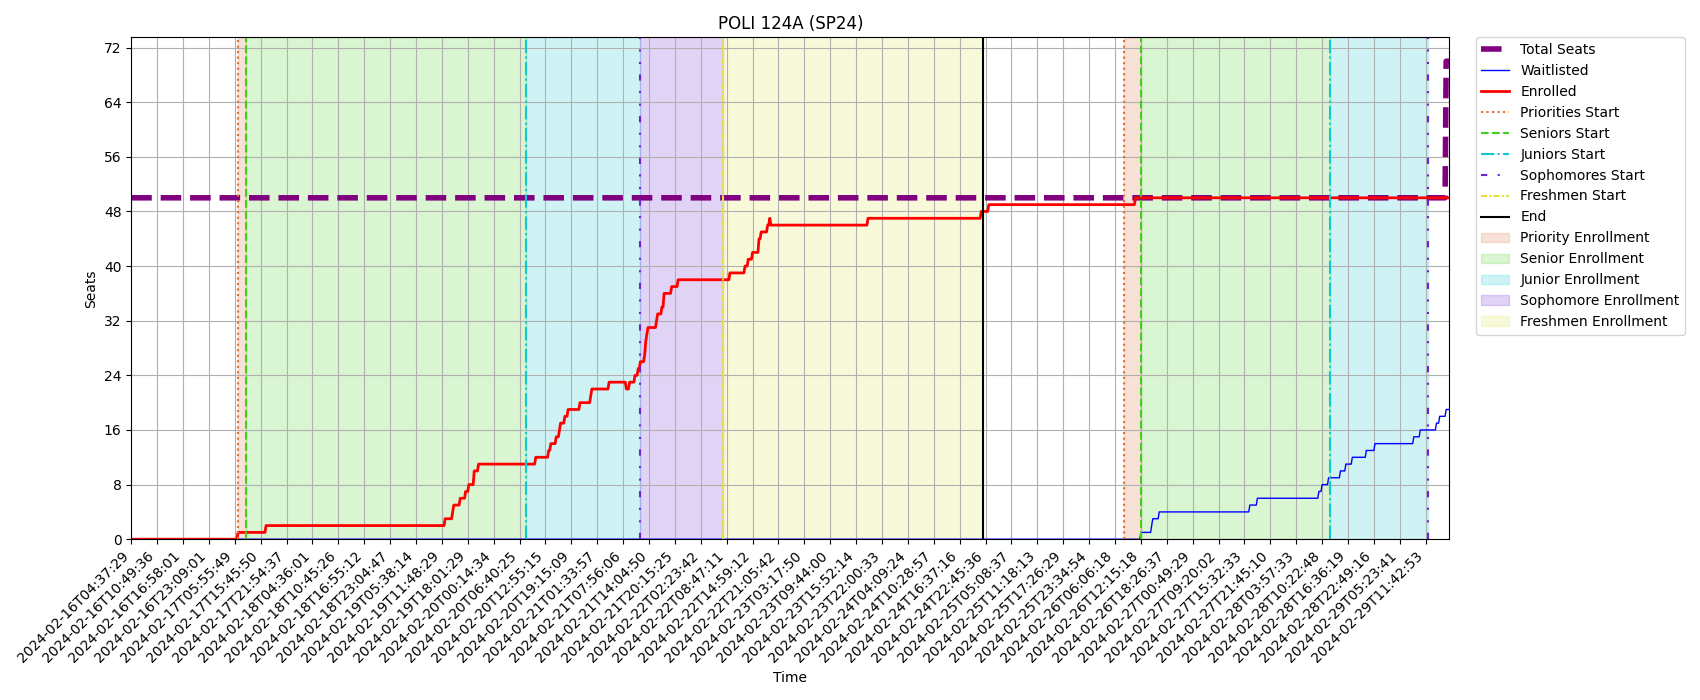 POLI 124A (SP24)
Seats
72
64
56
48
40
32
24
16
8
0
2024-02-16T04:37:29
2024-02-16T10:49:36
2024-02-16T16:58:01
2024-02-16T23:09:01
2024-02-17T05:55:49
2024-02-17T15:45:50
2024-02-17T21:54:37
2024-02-18T04:36:01
2024-02-18T10:45:26
2024-02-18T16:55:12
2024-02-18T23:04:47
2024-02-19T05:38:14
2024-02-19T11:48:29
2024-02-19T18:01:29
2024-02-20T00:14:34
2024-02-20T06:40:25
2024-02-20T12:55:15
2024-02-20T19:15:09
2024-02-21T01:33:57
2024-02-21T07:56:06
2024-02-21T14:04:50
2024-02-21T20:15:25
2024-02-22T02:23:42
2024-02-22T08:47:11
2024-02-22T14:59:12
2024-02-22T21:05:42
2024-02-23T03:17:50
2024-02-23T09:44:00
2024-02-23T15:52:14
2024-02-23T22:00:33
2024-02-24T04:09:24
2024-02-24T10:28:57
2024-02-24T16:37:16
2024-02-24T22:45:36
2024-02-25T05:08:37
2024-02-25T11:18:13
2024-02-25T17:26:29
2024-02-25T23:34:54
2024-02-26T06:06:18
2024-02-26T12:15:18
2024-02-26T18:26:37
2024-02-27T00:49:29
2024-02-27T09:20:02
2024-02-27T15:32:33
2024-02-27T21:45:10
2024-02-28T03:57:33
2024-02-28T10:22:48
2024-02-28T16:36:19
2024-02-28T22:49:16
2024-02-29T05:23:41
2024-02-29T11:42:53
Time
Total Seats
Waitlisted
Enrolled
Priorities Start
Seniors Start
Juniors Start
Sophomores Start
Freshmen Start
End
Priority Enrollment
Senior Enrollment
Junior Enrollment
Sophomore Enrollment
Freshmen Enrollment